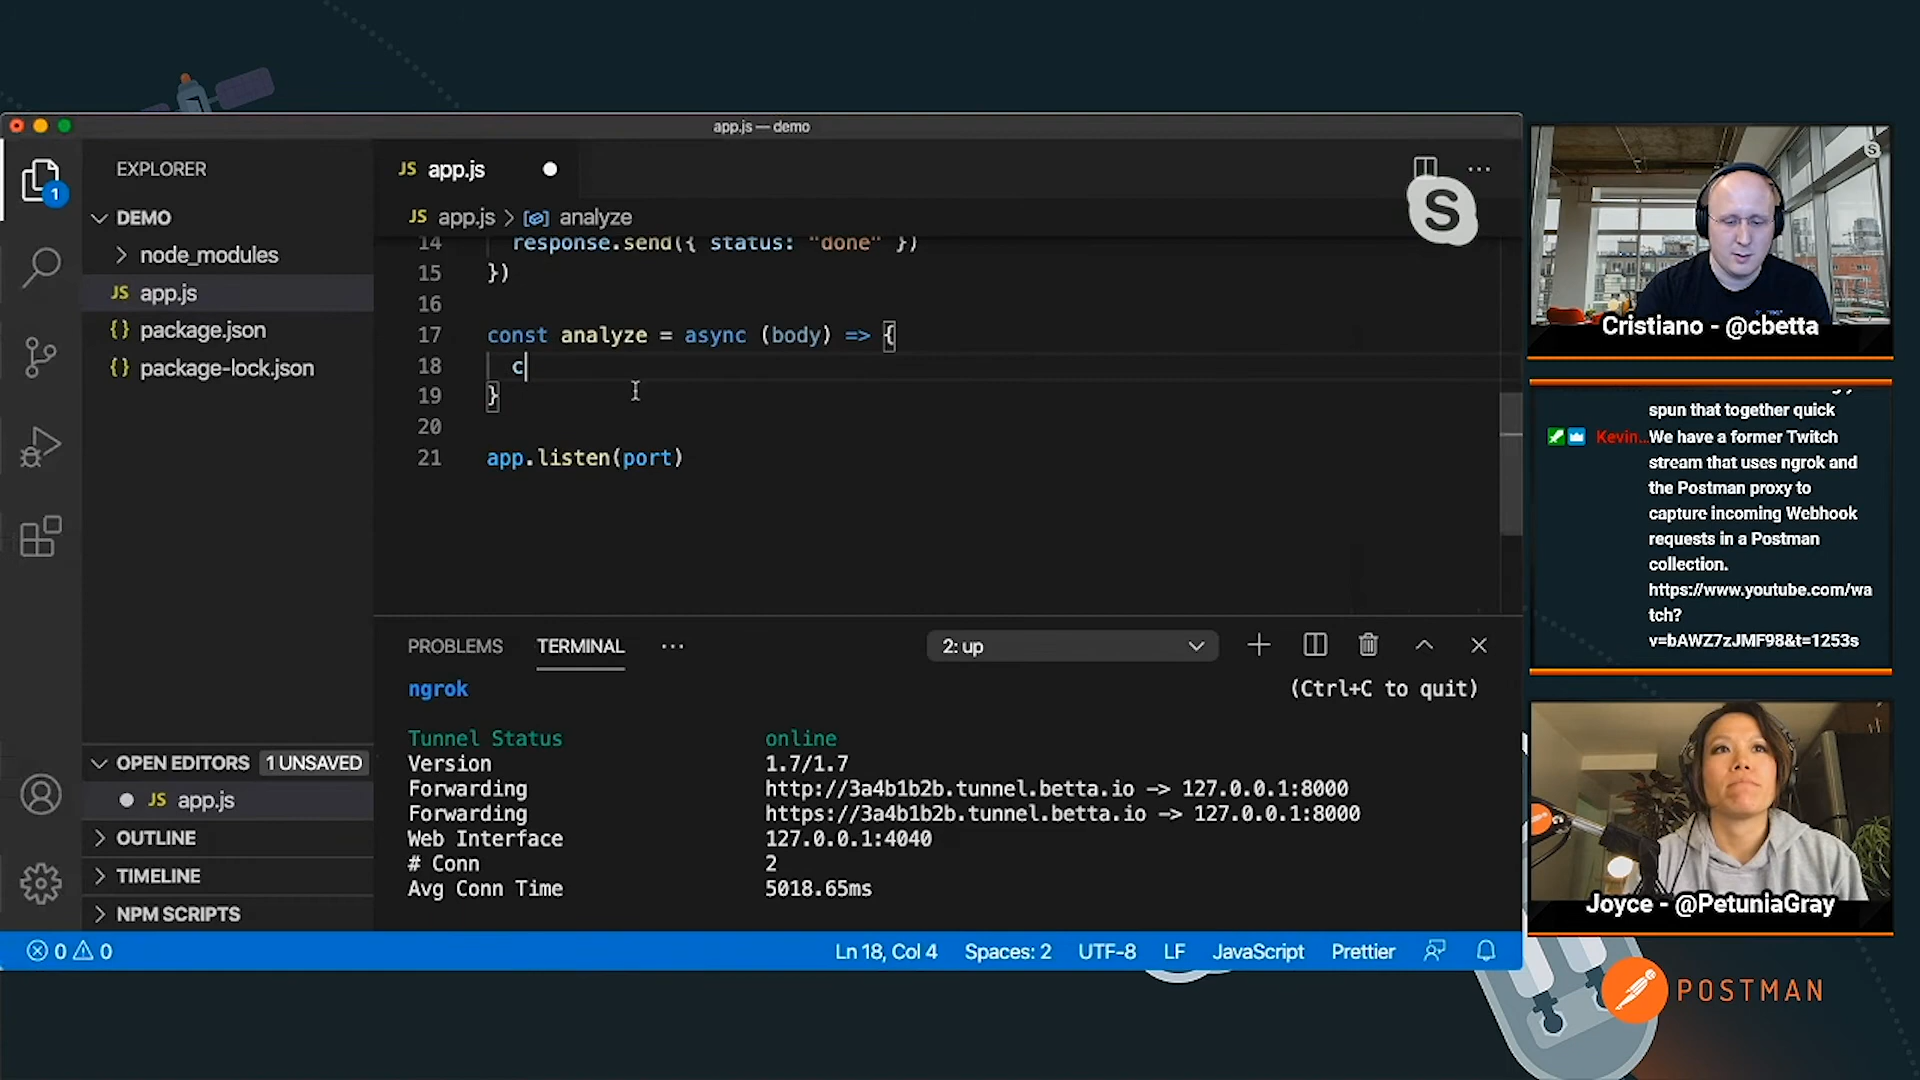 app.js — demo
EXPLORER
JS app.js
1
DEMO
JS app.js > analyze
node_modules
JS app.js
{} package.json
{} package-lock.json
14 response.send({ status: "done" })
15 })
16
17 const analyze = async (body) => {
18 c
19 }
20
21 app.listen(port)
PROBLEMS TERMINAL ···
2: up
ngrok
(Ctrl+C to quit)
Tunnel Status online
Version 1.7/1.7
Forwarding http://3a4b1b2b.tunnel.betta.io -> 127.0.0.1:8000
Forwarding https://3a4b1b2b.tunnel.betta.io -> 127.0.0.1:8000
Web Interface 127.0.0.1:4040
# Conn 2
Avg Conn Time 5018.65ms
OPEN EDITORS 1 UNSAVED
JS app.js
OUTLINE
TIMELINE
NPM SCRIPTS
0 0
Ln 18, Col 4 Spaces: 2 UTF-8 LF JavaScript Prettier
S
Cristiano - @cbetta
spun that together quick
Kevin... We have a former Twitch
stream that uses ngrok and
the Postman proxy to
capture incoming Webhook
requests in a Postman
collection.
https://www.youtube.com/wa
tch?
v=bAWZ7zJMF98&t=1253s
Joyce - @PetuniaGray
POSTMAN